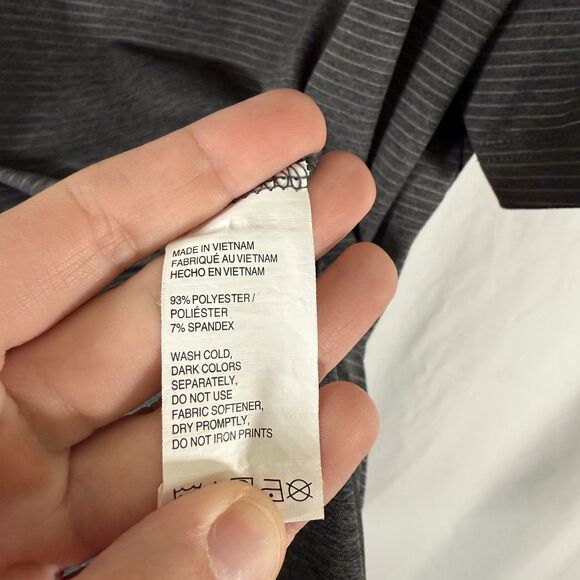 MADE IN VIETNAM
FABRIQUÉ AU VIETNAM
HECHO EN VIETNAM
93% POLYESTER /
POLIÉSTER
7% SPANDEX
WASH COLD,
DARK COLORS
SEPARATELY,
DO NOT USE
FABRIC SOFTENER,
DRY PROMPTLY,
DO NOT IRON PRINTS